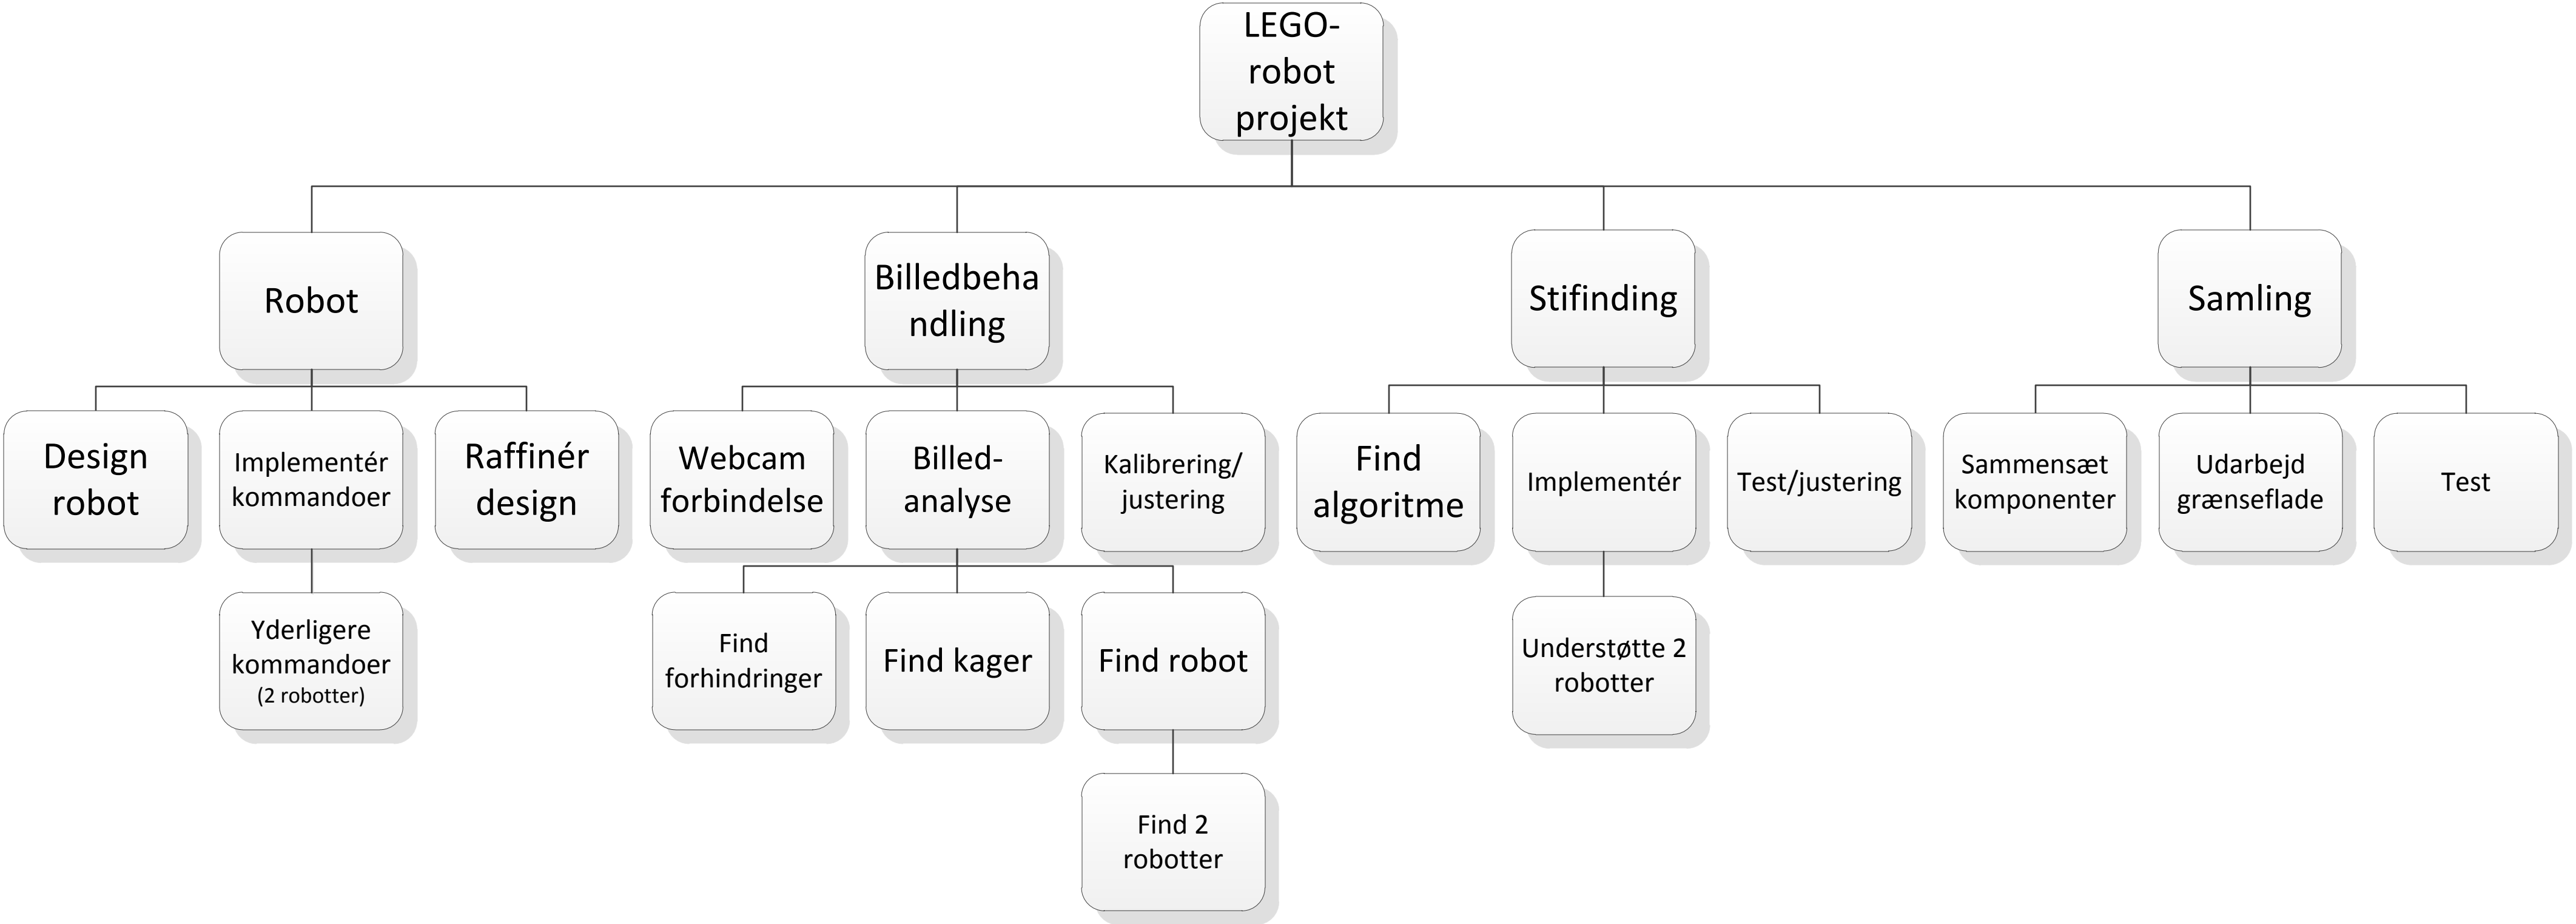 LEGO-
robot
projekt
Robot
Billedbeha
ndling
Stifinding
Samling
Design
robot
Implementér
kommandoer
Raffinér
design
Webcam
forbindelse
Billed-
analyse
Kalibrering/
justering
Find
algoritme
Implementér
Test/justering
Sammensæt
komponenter
Udarbejd
grænseflade
Test
Yderligere
kommandoer
(2 robotter)
Find
forhindringer
Find kager
Find robot
Understøtte 2
robotter
Find 2
robotter